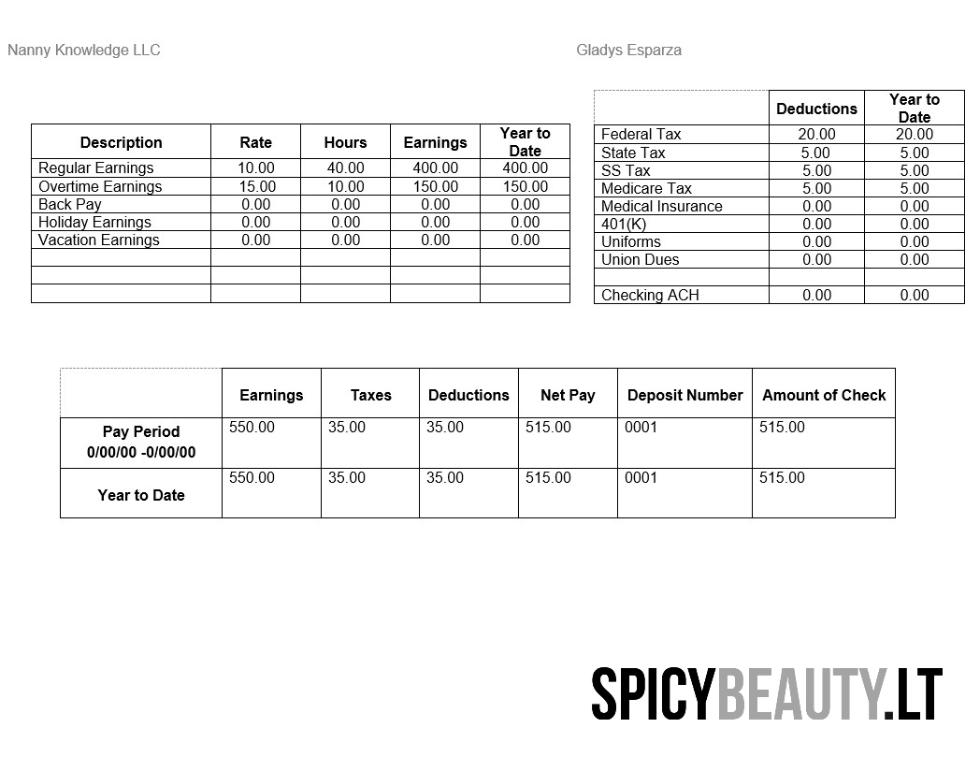 Nanny Knowledge LLC
Gladys Esparza
Description Rate Hours Earnings Year to Date
Regular Earnings 10.00 40.00 400.00 400.00
Overtime Earnings 15.00 10.00 150.00 150.00
Back Pay 0.00 0.00 0.00 0.00
Holiday Earnings 0.00 0.00 0.00 0.00
Vacation Earnings 0.00 0.00 0.00 0.00
Deductions Year to Date
Federal Tax 20.00 20.00
State Tax 5.00 5.00
SS Tax 5.00 5.00
Medicare Tax 5.00 5.00
Medical Insurance 0.00 0.00
401(K) 0.00 0.00
Uniforms 0.00 0.00
Union Dues 0.00 0.00
Checking ACH 0.00 0.00
Earnings Taxes Deductions Net Pay Deposit Number Amount of Check
Pay Period 0/00/00 -0/00/00 550.00 35.00 35.00 515.00 0001 515.00
Year to Date 550.00 35.00 35.00 515.00 0001 515.00
SPICYBEAUTY.LT